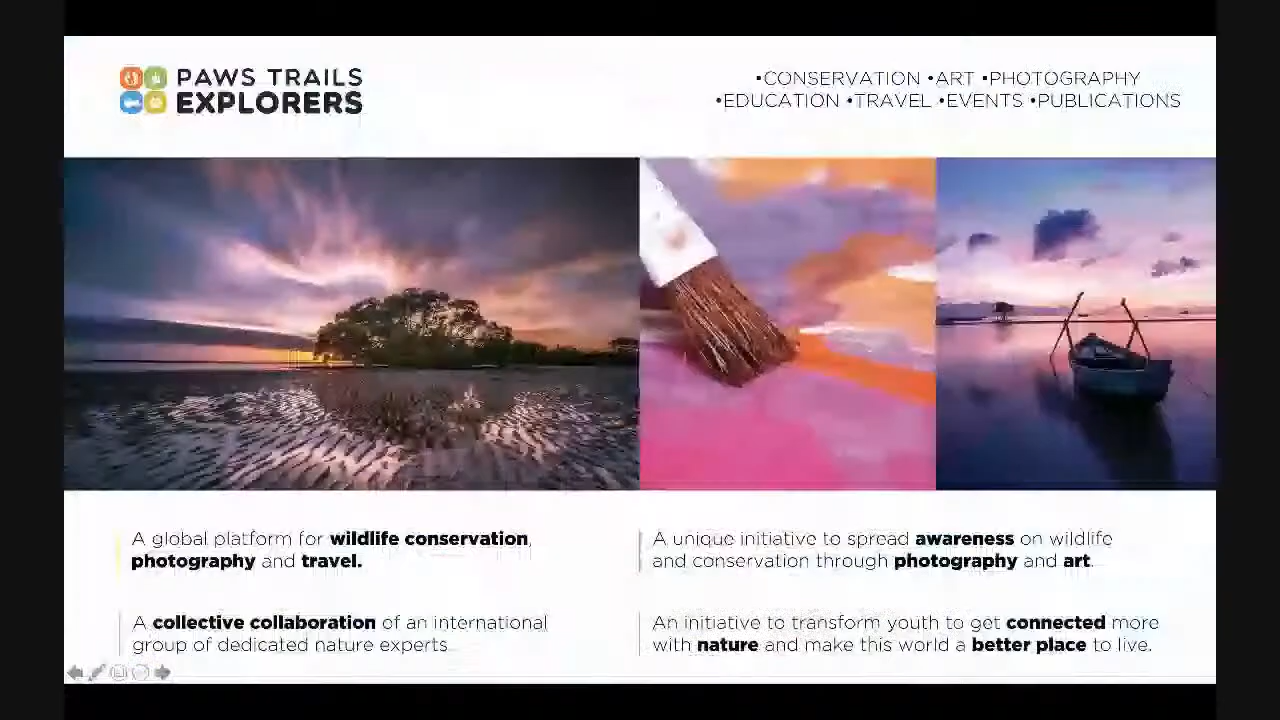 PAWS TRAILS
EXPLORERS
•CONSERVATION •ART •PHOTOGRAPHY
•EDUCATION •TRAVEL •EVENTS •PUBLICATIONS
A global platform for wildlife conservation,
photography and travel.
A collective collaboration of an international
group of dedicated nature experts.
A unique initiative to spread awareness on wildlife
and conservation through photography and art.
An initiative to transform youth to get connected more
with nature and make this world a better place to live.